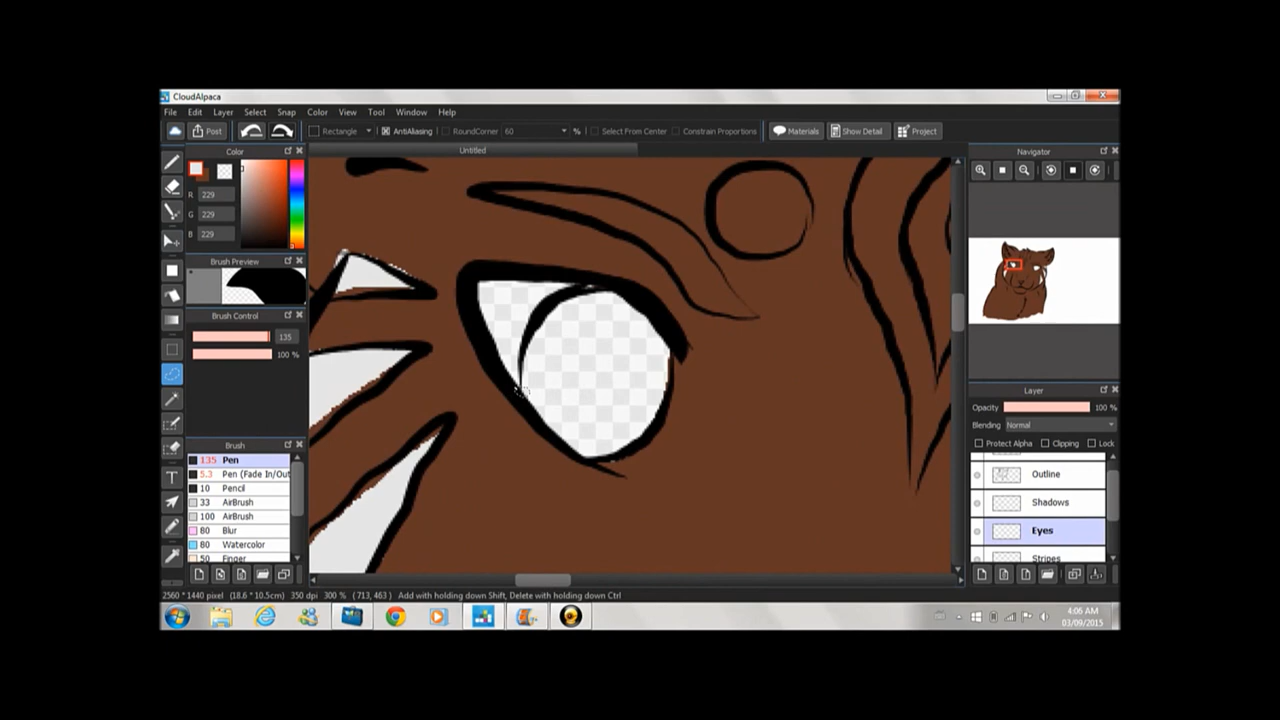 CloudAlpaca
File Edit Layer Select Snap Color View Tool Window Help
Post Rectangle AntiAliasing RoundCorner 60 % Select From Center Constrain Proportions Materials Show Detail Project
Color
Untitled
Navigator
R 229
G 229
B 229
Brush Preview
Brush Control
135
100 %
Layer
Opacity 100 %
Blending Normal
Protect Alpha Clipping Lock
Brush
135 Pen
5.3 Pen (Fade In/Out
10 Pencil
33 AirBrush
100 AirBrush
80 Blur
80 Watercolor
50 Finger
Outline
Shadows
Eyes
Stripes
T
2560 * 1440 pixel (18.6 * 10.5cm) 350 dpi 300 % ( 713, 463 ) Add with holding down Shift, Delete with holding down Ctrl
4:06 AM
03/09/2015